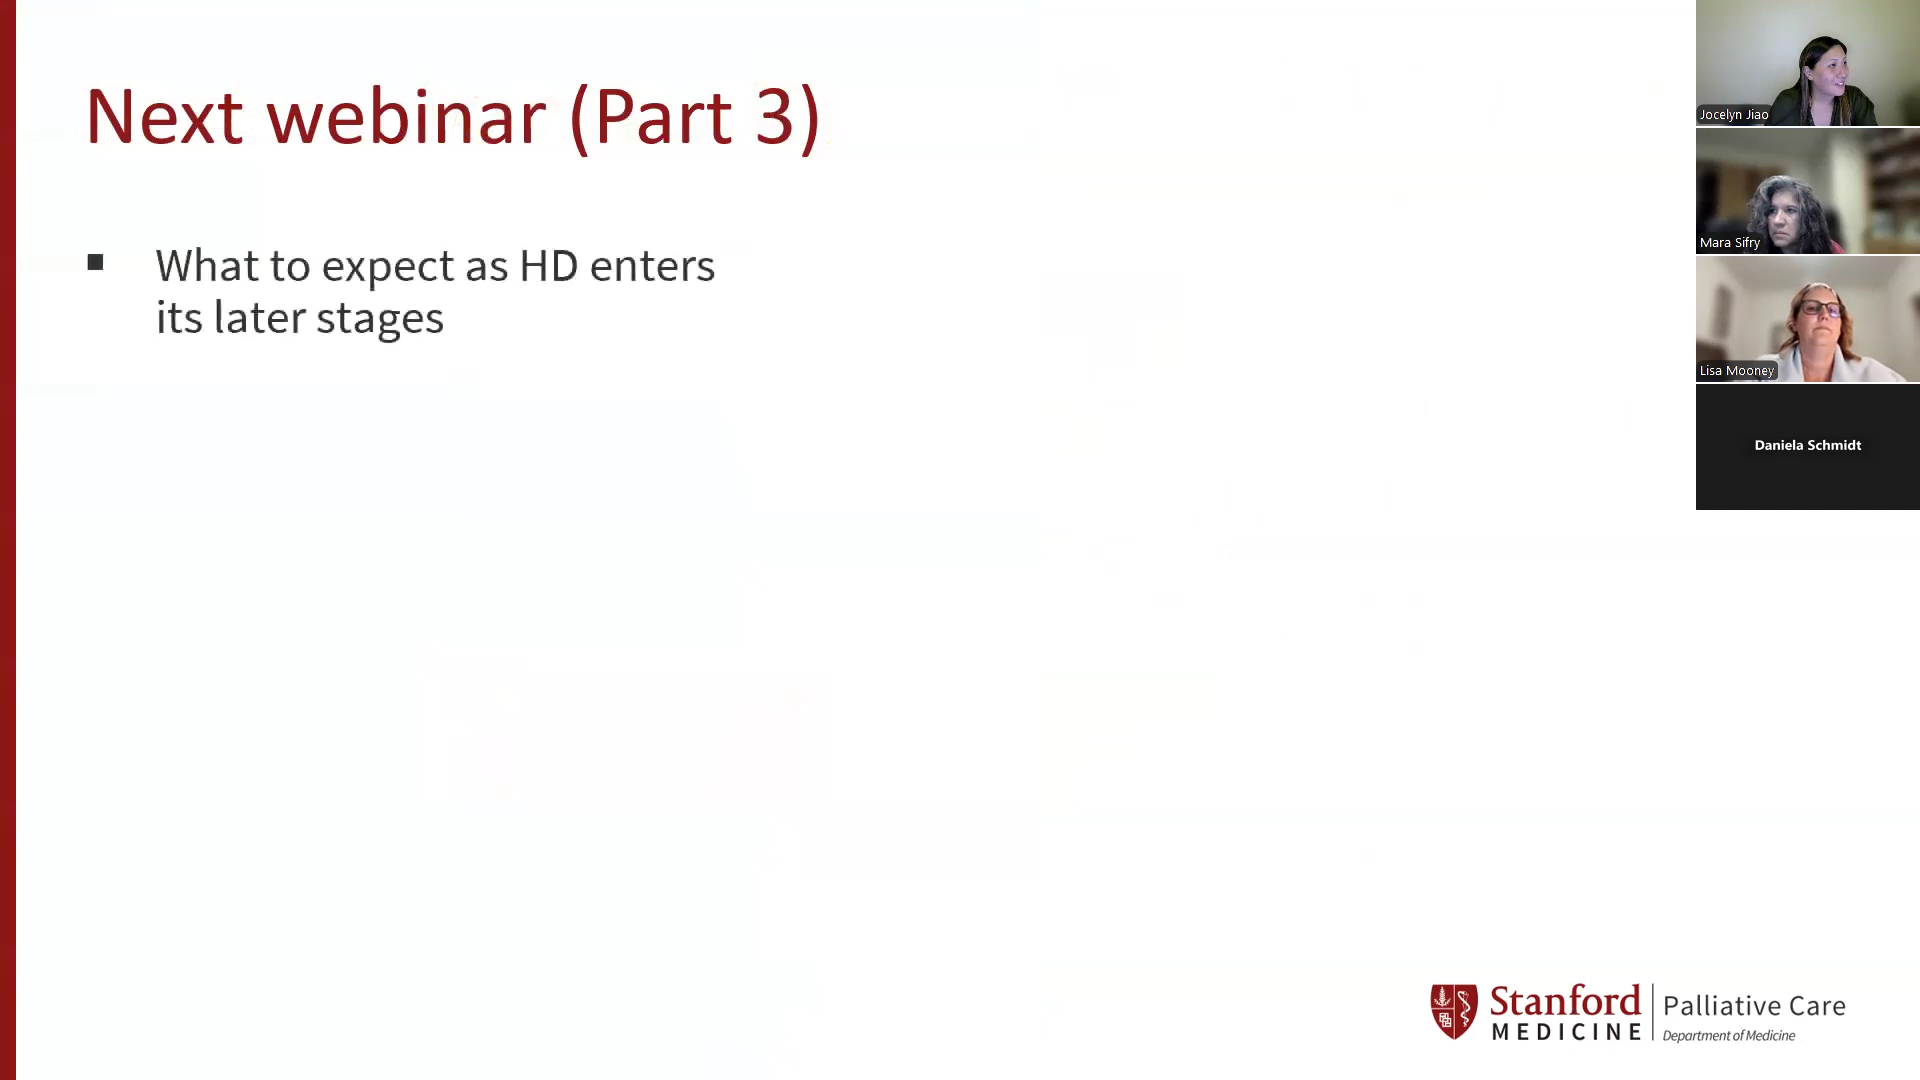 Next webinar (Part 3)
▪ What to expect as HD enters
its later stages
Jocelyn Jiao
Mara Sifry
Lisa Mooney
Daniela Schmidt
Stanford
MEDICINE
Palliative Care
Department of Medicine